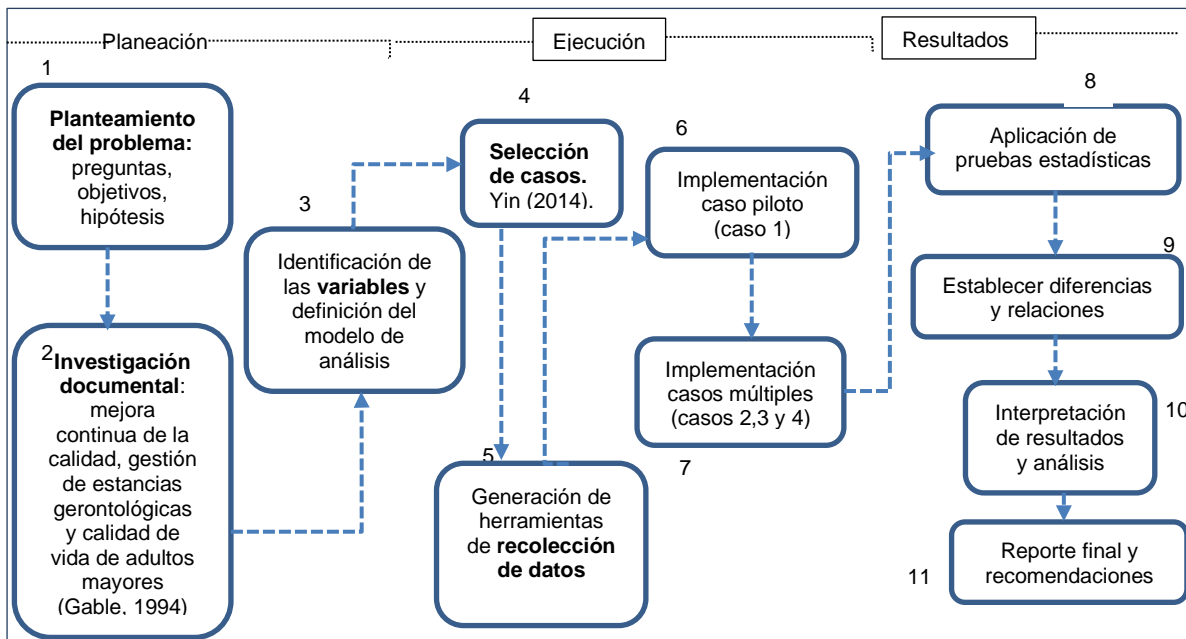 Planeación
Ejecución
Resultados
1
Planteamiento
del problema:
preguntas,
objetivos,
hipótesis
2
Investigación
documental:
mejora
continua de la
calidad, gestión
de estancias
gerontológicas
y calidad de
vida de adultos
mayores
(Gable, 1994)
3
Identificación de
las variables y
definición del
modelo de
análisis
4
Selección
de casos.
Yin (2014).
5
Generación de
herramientas
de recolección
de datos
6
Implementación
caso piloto
(caso 1)
Implementación
casos múltiples
(casos 2,3 y 4)
7
8
Aplicación de
pruebas estadísticas
9
Establecer diferencias
y relaciones
10
Interpretación
de resultados
y análisis
11
Reporte final y
recomendaciones